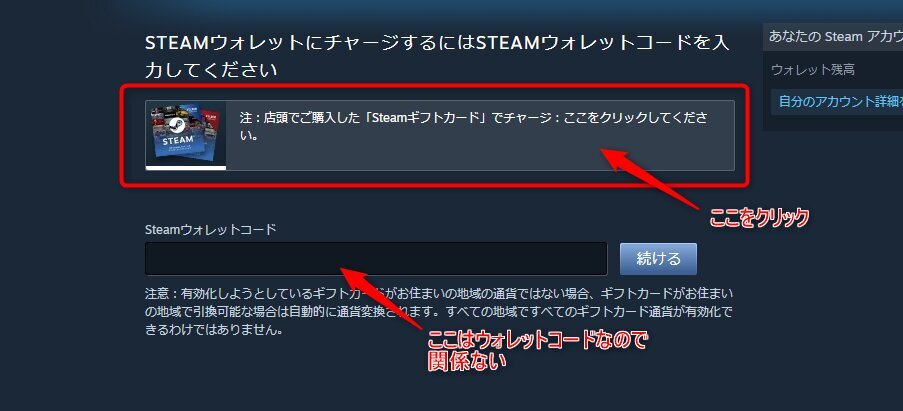 STEAMウォレットにチャージするにはSTEAMウォレットコードを入
力してください
あなたの Steam アカウ
ウォレット残高
自分のアカウント詳細を
注：店頭でご購入した「Steamギフトカード」でチャージ：ここをクリックしてくださ
い。
STEAM
ここをクリック
Steamウォレットコード
続ける
注意：有効化しようとしているギフトカードがお住まいの地域の通貨ではない場合、ギフトカードがお住まい
の地域で引換可能な場合は自動的に通貨変換されます。すべての地域ですべてのギフトカード通貨が有効化で
きるわけではありません。
ここはウォレットコードなので
関係ない